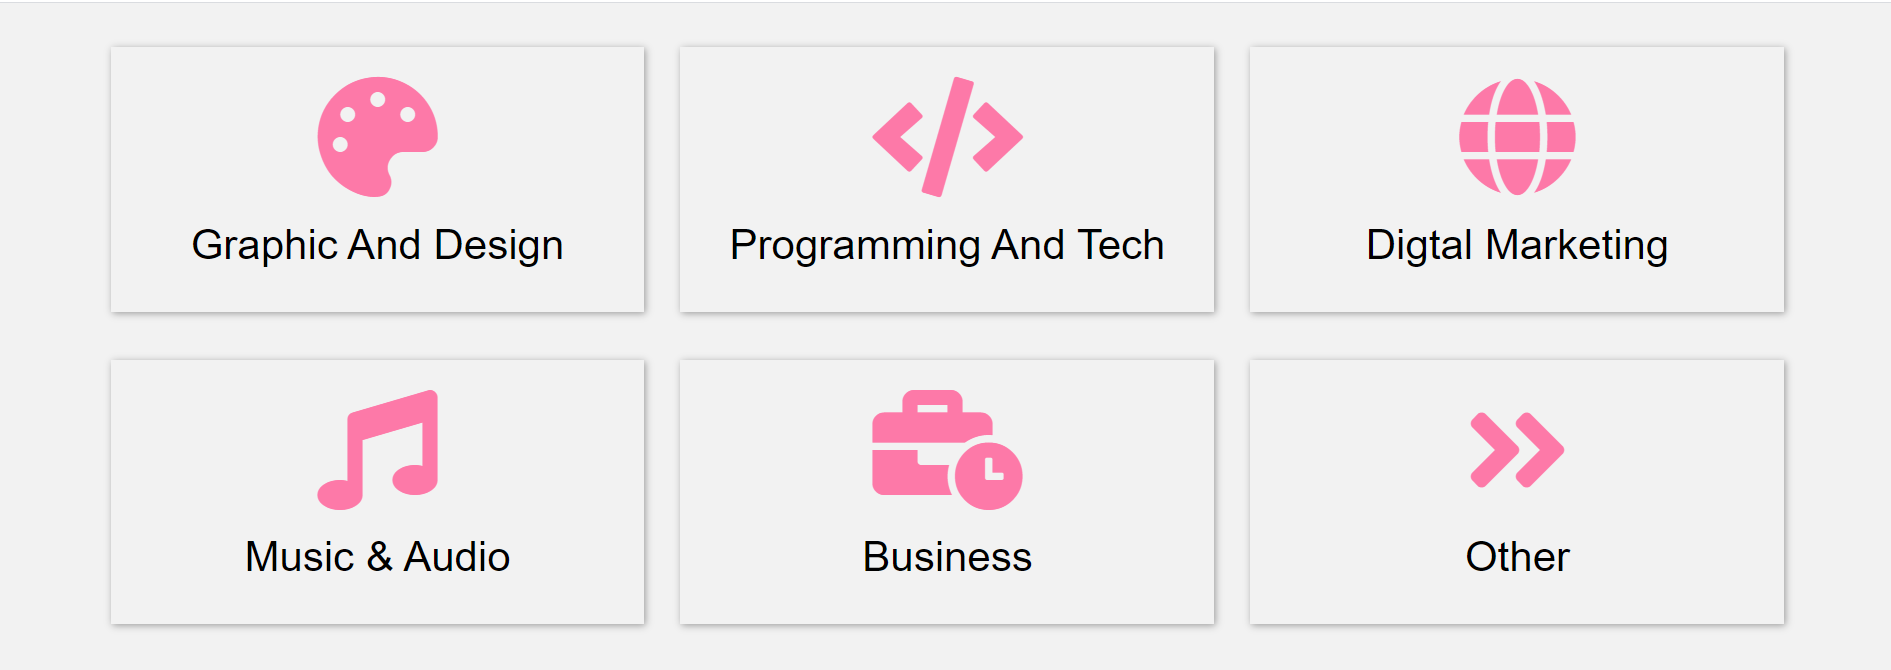 Graphic And Design
Programming And Tech
Digtal Marketing
Music & Audio
Business
Other